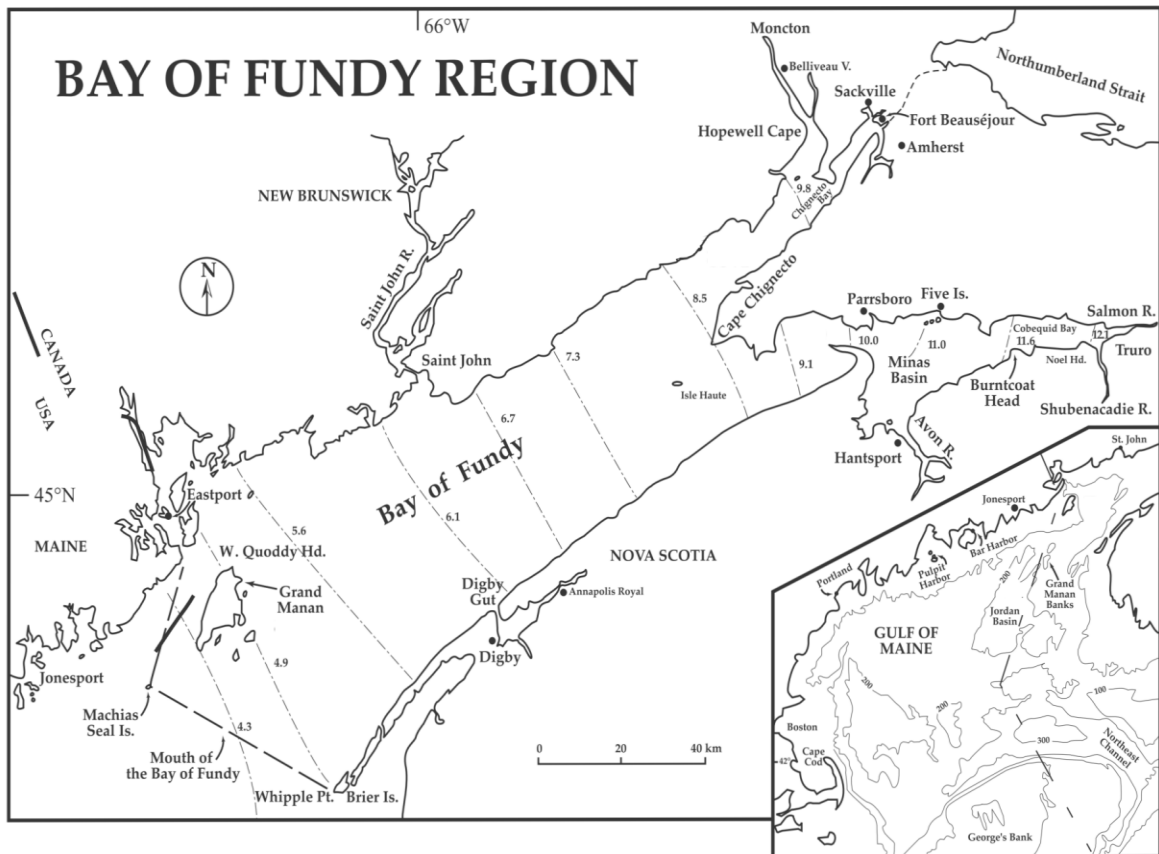 66°W
BAY OF FUNDY REGION
Moncton
Belliveau V.
Northumberland Strait
Sackville
Fort Beauséjour
Hopewell Cape
Amherst
9.8
Chignecto
Bay
NEW BRUNSWICK
N
Saint John R.
CANADA
USA
8.5
Cape Chignecto
Parrsboro
Five Is.
Salmon R.
Cobequid Bay
10.0
11.0
11.6
12.1
Truro
Saint John
7.3
9.1
Minas
Basin
Noel Hd.
Isle Haute
Burntcoat
Head
Shubenacadie R.
6.7
Avon R.
Hantsport
Bay of Fundy
45°N
Eastport
5.6
6.1
MAINE
W. Quoddy Hd.
NOVA SCOTIA
Grand
Manan
Digby
Gut
Annapolis Royal
4.9
Digby
Jonesport
Machias
Seal Is.
4.3
Mouth of
the Bay of Fundy
0
20
40 km
Whipple Pt.
Brier Is.
St. John
Jonesport
Bar Harbor
Pulpit
Harbor
Portland
200
Grand
Manan
Banks
Jordan
Basin
GULF OF
MAINE
200
200
100
Boston
300
Northeast
Channel
Cape
Cod
42°
George's Bank